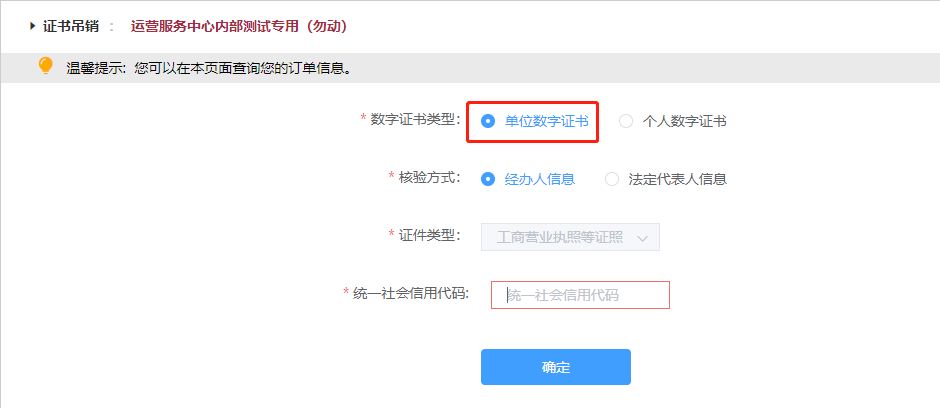 证书吊销 ： 运营服务中心内部测试专用（勿动）
温馨提示: 您可以在本页面查询您的订单信息。
* 数字证书类型： 单位数字证书 个人数字证书
* 核验方式： 经办人信息 法定代表人信息
* 证件类型： 工商营业执照等证照
* 统一社会信用代码: 统一社会信用代码
确定